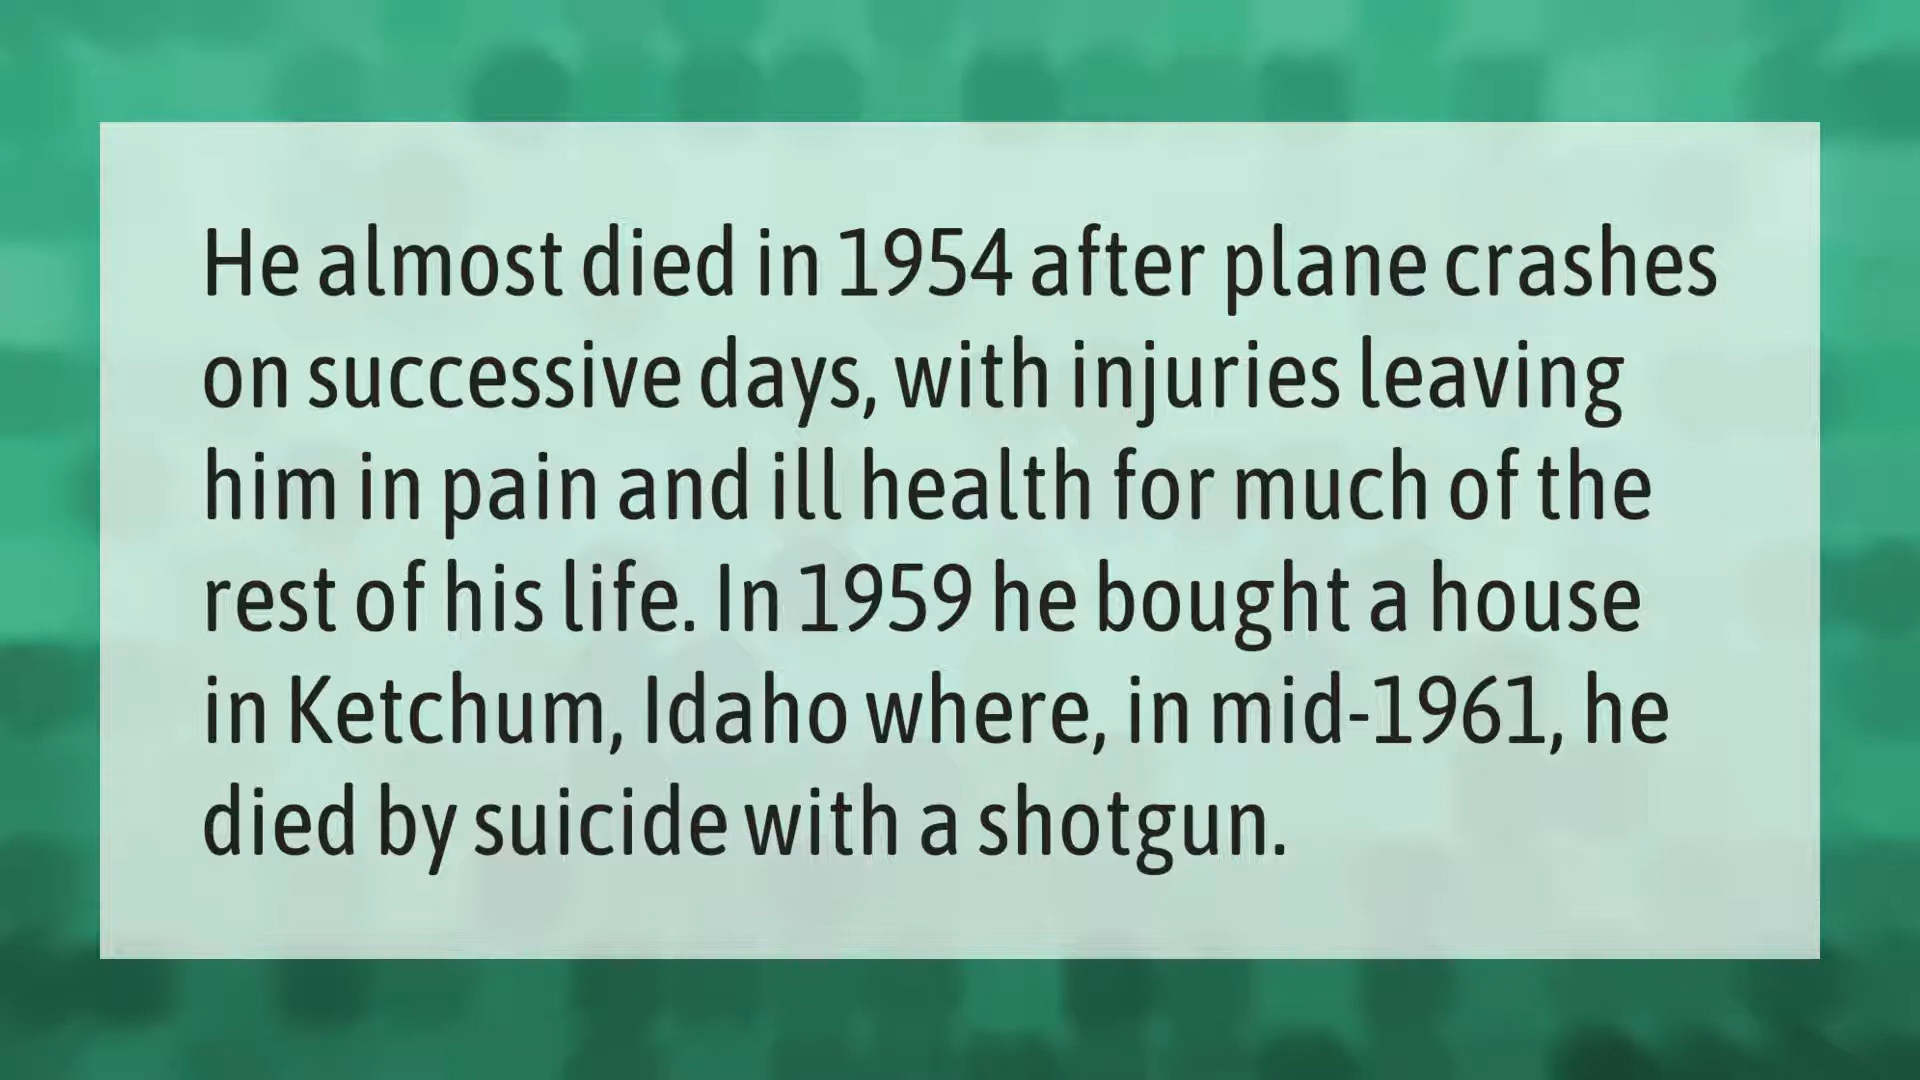 He almost died in 1954 after plane crashes
on successive days, with injuries leaving
him in pain and ill health for much of the
rest of his life. In 1959 he bought a house
in Ketchum, Idaho where, in mid-1961, he
died by suicide with a shotgun.